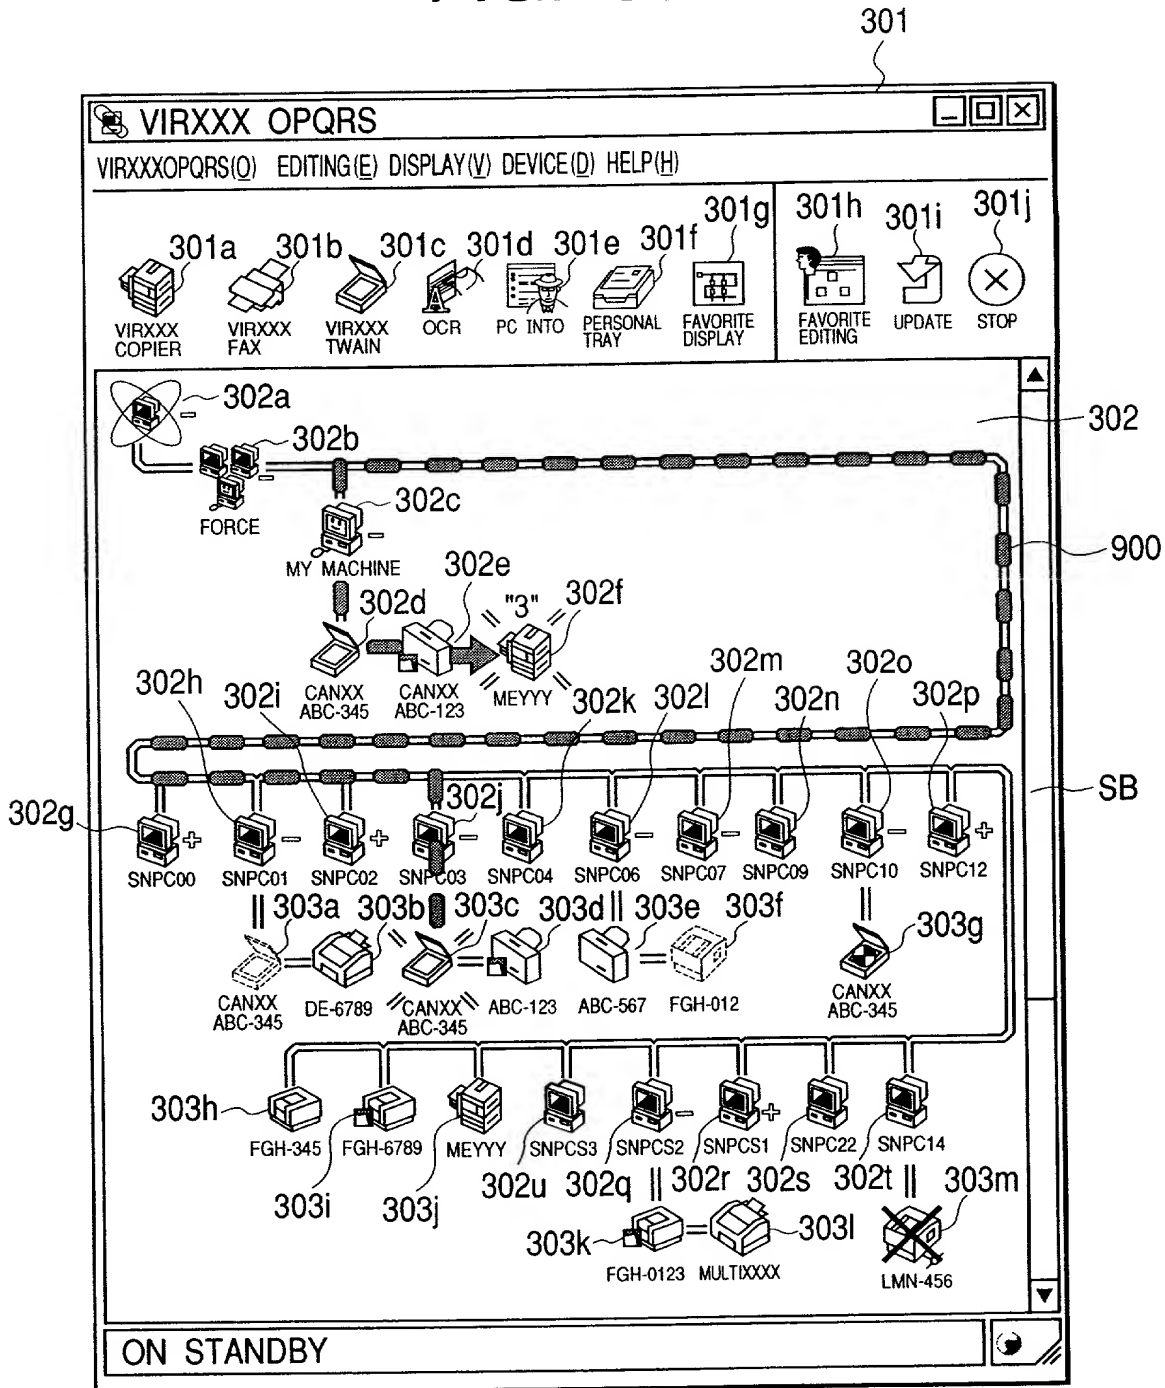 301
VIRXXX OPQRS
VIRXXXOPQRS(O) EDITING(E) DISPLAY(V) DEVICE(D) HELP(H)
301a 301b 301c 301d 301e 301f 301g 301h 301i 301j
VIRXXX COPIER
VIRXXX FAX
VIRXXX TWAIN
OCR
PC INTO
PERSONAL TRAY
FAVORITE DISPLAY
FAVORITE EDITING
UPDATE
STOP
302a
302
302b
FORCE
302c
MY MACHINE
900
302d 302e "3" 302f
CANXX ABC-345
CANXX ABC-123
MEYYY
302h 302i 302k 302l 302m 302n 302o 302p
302g 302j SB
+ - + - - - - +
SNPC00 SNPC01 SNPC02 SNPC03 SNPC04 SNPC06 SNPC07 SNPC09 SNPC10 SNPC12
303a 303b 303c 303d 303e 303f 303g
CANXX ABC-345
DE-6789
CANXX ABC-345
ABC-123
ABC-567
FGH-012
CANXX ABC-345
303h
FGH-345 FGH-6789 MEYYY SNPCS3 SNPCS2 SNPCS1 SNPC22 SNPC14
303i 303j 302u 302q 302r 302s 302t 303m
303k 303l
FGH-0123 MULTIXXXX LMN-456
ON STANDBY